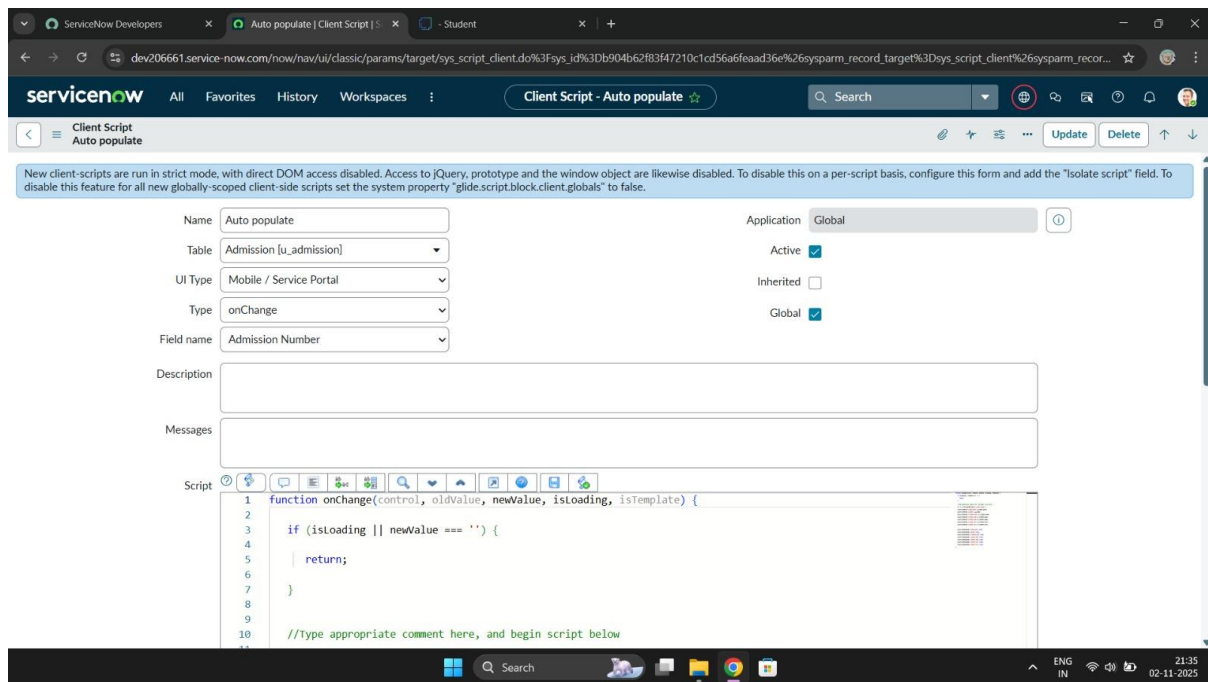 ServiceNow Developers
Auto populate | Client Script | S
- Student
dev206661.service-now.com/now/nav/ui/classic/params/target/sys_script_client.do%3Fsys_id%3Db904b62f83f47210c1cd56a6feaad36e%26sysparm_record_target%3Dsys_script_client%26sysparm_recor...
servicenow All Favorites History Workspaces Client Script - Auto populate Search
Client Script
Auto populate
Update Delete
New client-scripts are run in strict mode, with direct DOM access disabled. Access to jQuery, prototype and the window object are likewise disabled. To disable this on a per-script basis, configure this form and add the "Isolate script" field. To
disable this feature for all new globally-scoped client-side scripts set the system property "glide.script.block.client.globals" to false.
Name Auto populate Application Global
Table Admission [u_admission] Active
UI Type Mobile / Service Portal Inherited
Type onChange Global
Field name Admission Number
Description
Messages
Script
1 function onChange(control, oldValue, newValue, isLoading, isTemplate) {
2
3 if (isLoading || newValue === '') {
4
5 return;
6
7 }
8
9
10 //Type appropriate comment here, and begin script below
Search
ENG
IN
21:35
02-11-2025